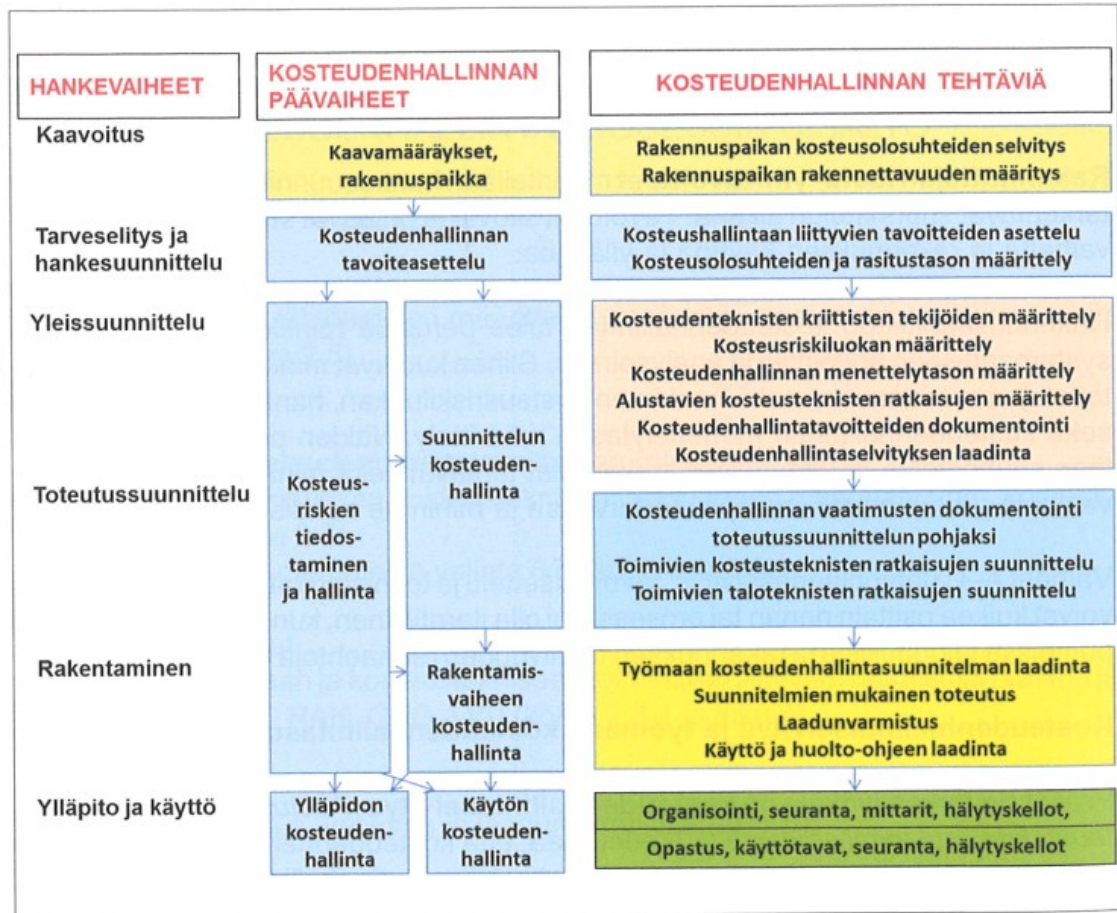 HANKEVAIHEET
KOSTEUDENHALLINNAN
PÄÄVAIHEET
KOSTEUDENHALLINNAN TEHTÄVIÄ
Kaavoitus
Kaavamääräykset,
rakennuspaikka
Rakennuspaikan kosteusolosuhteiden selvitys
Rakennuspaikan rakennettavuuden määritys
Tarveselitys ja
hankesuunnittelu
Kosteudenhallinnan
tavoiteasettelu
Kosteushallintaan liittyvien tavoitteiden asettelu
Kosteusolosuhteiden ja rasitustason määrittely
Yleissuunnittelu
Kosteudenteknisten kriittisten tekijöiden määrittely
Kosteusriskiluokan määrittely
Kosteudenhallinnan menettelytason määrittely
Alustavien kosteusteknisten ratkaisujen määrittely
Kosteudenhallintatavoitteiden dokumentointi
Kosteudenhallintaselvityksen laadinta
Suunnittelun
kosteuden-
hallinta
Toteutussuunnittelu
Kosteus-
riskien
tiedos-
taminen
ja hallinta
Kosteudenhallinnan vaatimusten dokumentointi
toteutussuunnittelun pohjaksi
Toimivien kosteusteknisten ratkaisujen suunnittelu
Toimivien taloteknisten ratkaisujen suunnittelu
Rakentaminen
Rakentamis-
vaiheen
kosteuden
hallinta
Työmaan kosteudenhallintasuunnitelman laadinta
Suunnitelmien mukainen toteutus
Laadunvarmistus
Käyttö ja huolto-ohjeen laadinta
Ylläpito ja käyttö
Ylläpidon
kosteuden-
hallinta
Käytön
kosteuden-
hallinta
Organisointi, seuranta, mittarit, hälytyskellot,
Opastus, käyttötavat, seuranta, hälytyskellot